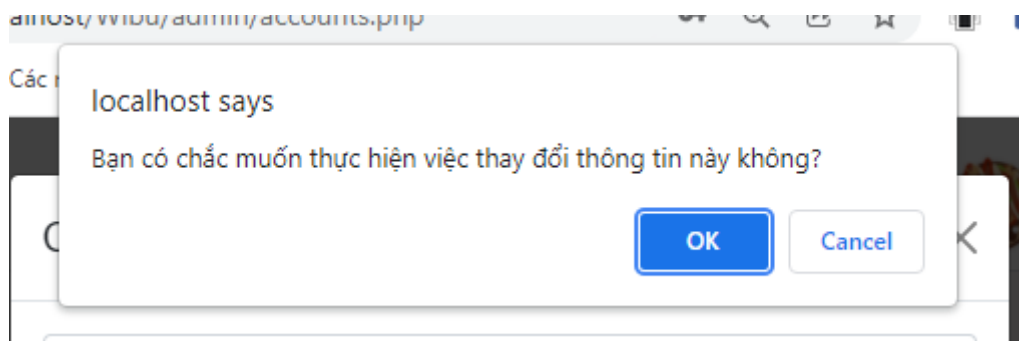 alhost/Wibu/admin/accounts.php
Các
localhost says
Bạn có chắc muốn thực hiện việc thay đổi thông tin này không?
OK
Cancel